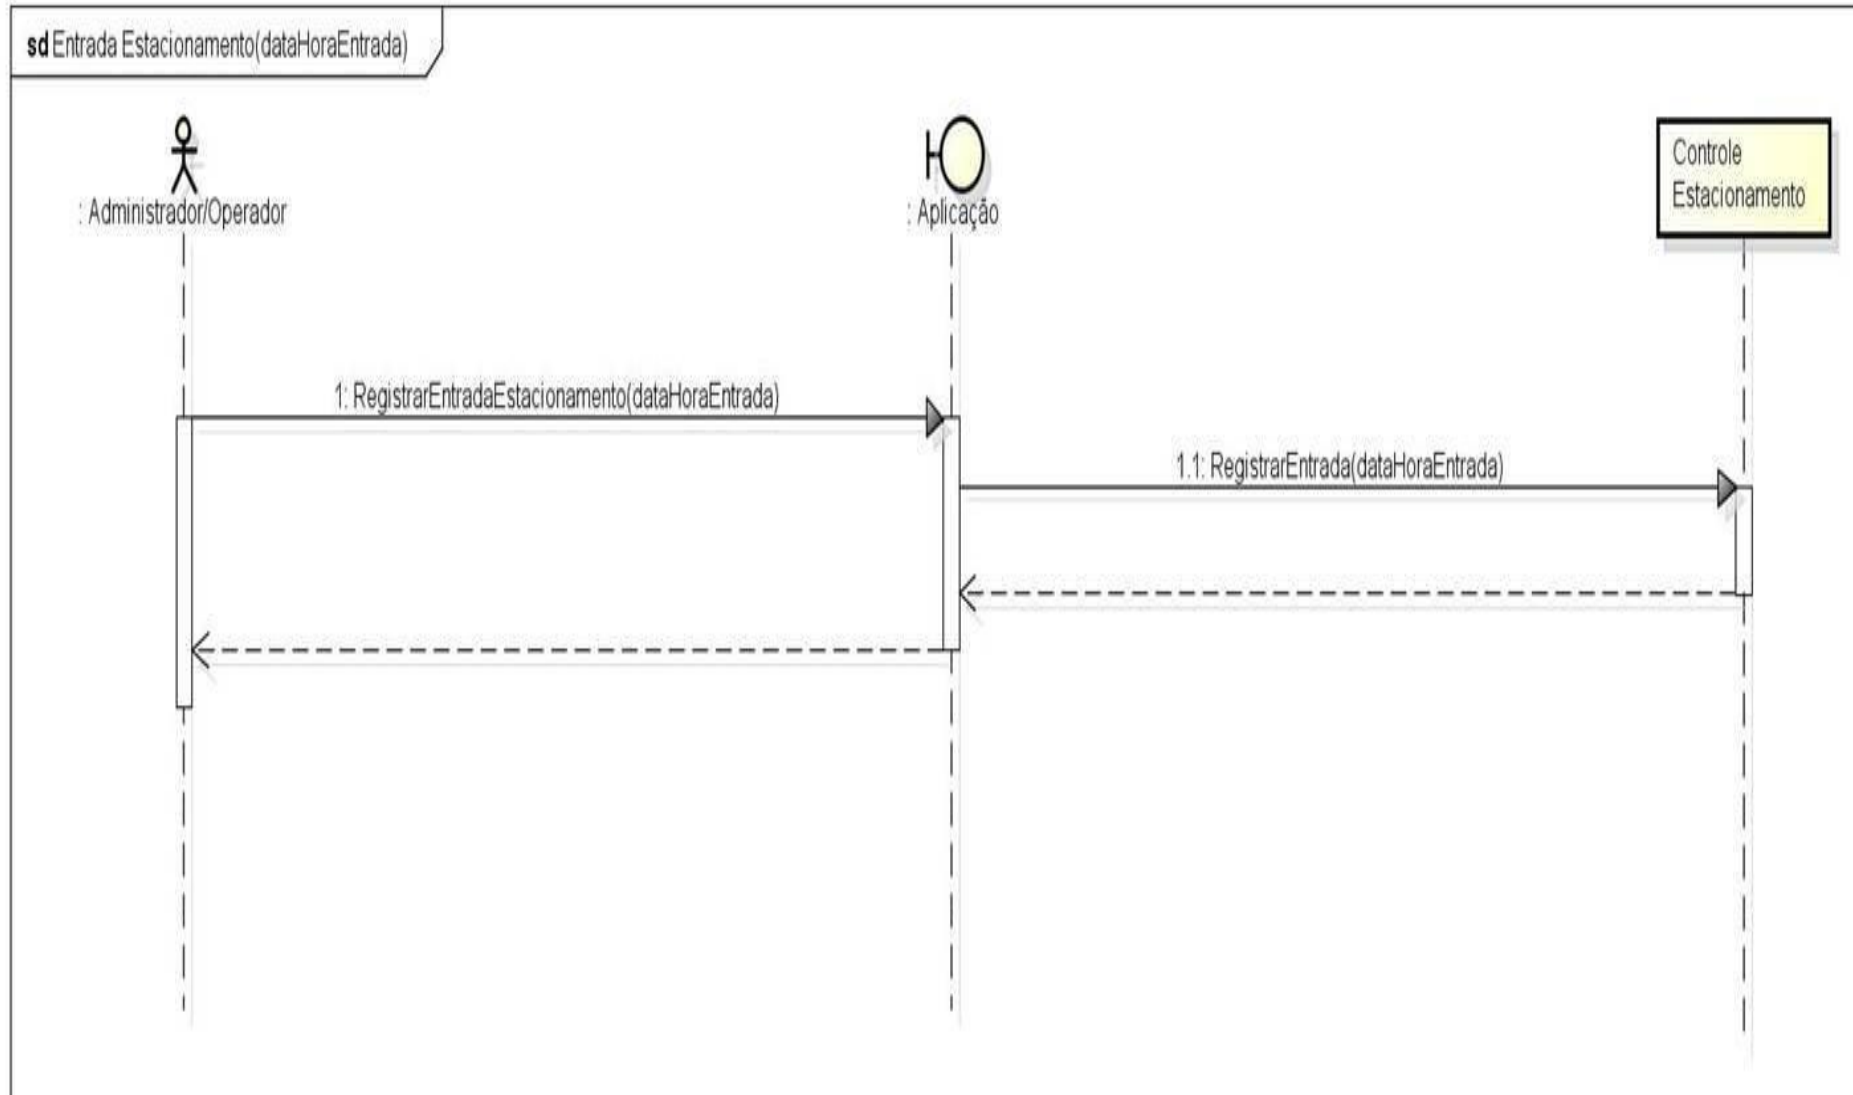 sd Entrada Estacionamento(dataHoraEntrada)
: Administrador/Operador
: Aplicação
Controle
Estacionamento
1: RegistrarEntradaEstacionamento(dataHoraEntrada)
1.1: RegistrarEntrada(dataHoraEntrada)